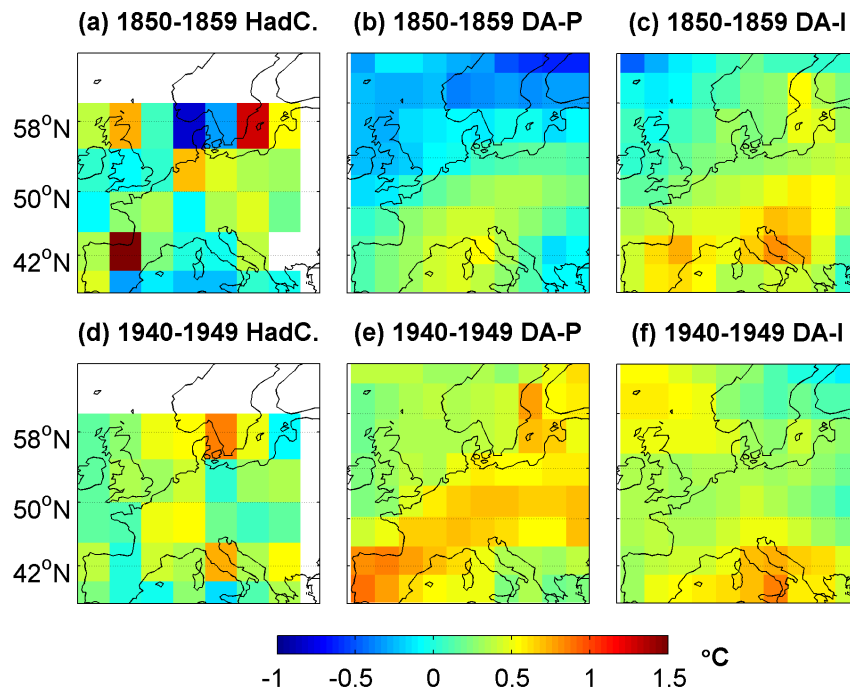 (a) 1850-1859 HadC. (b) 1850-1859 DA-P (c) 1850-1859 DA-I
58°N
50°N
42°N
(d) 1940-1949 HadC. (e) 1940-1949 DA-P (f) 1940-1949 DA-I
58°N
50°N
42°N
-1 -0.5 0 0.5 1 1.5 °C